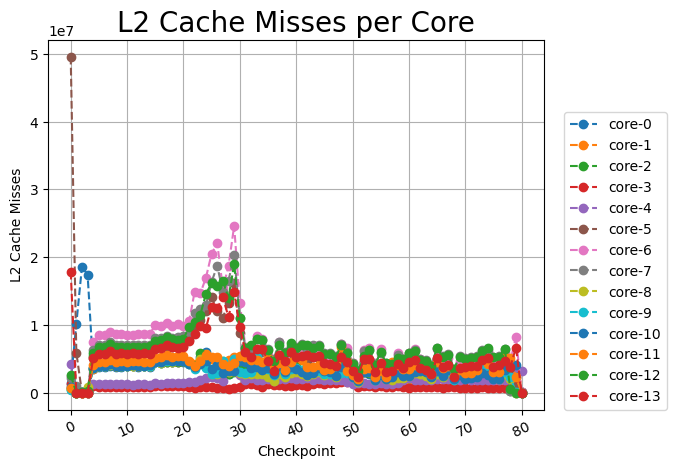 L2 Cache Misses per Core
1e7
5
4
3
2
1
0
L2 Cache Misses
0
10
20
30
40
50
60
70
80
Checkpoint
core-0
core-1
core-2
core-3
core-4
core-5
core-6
core-7
core-8
core-9
core-10
core-11
core-12
core-13